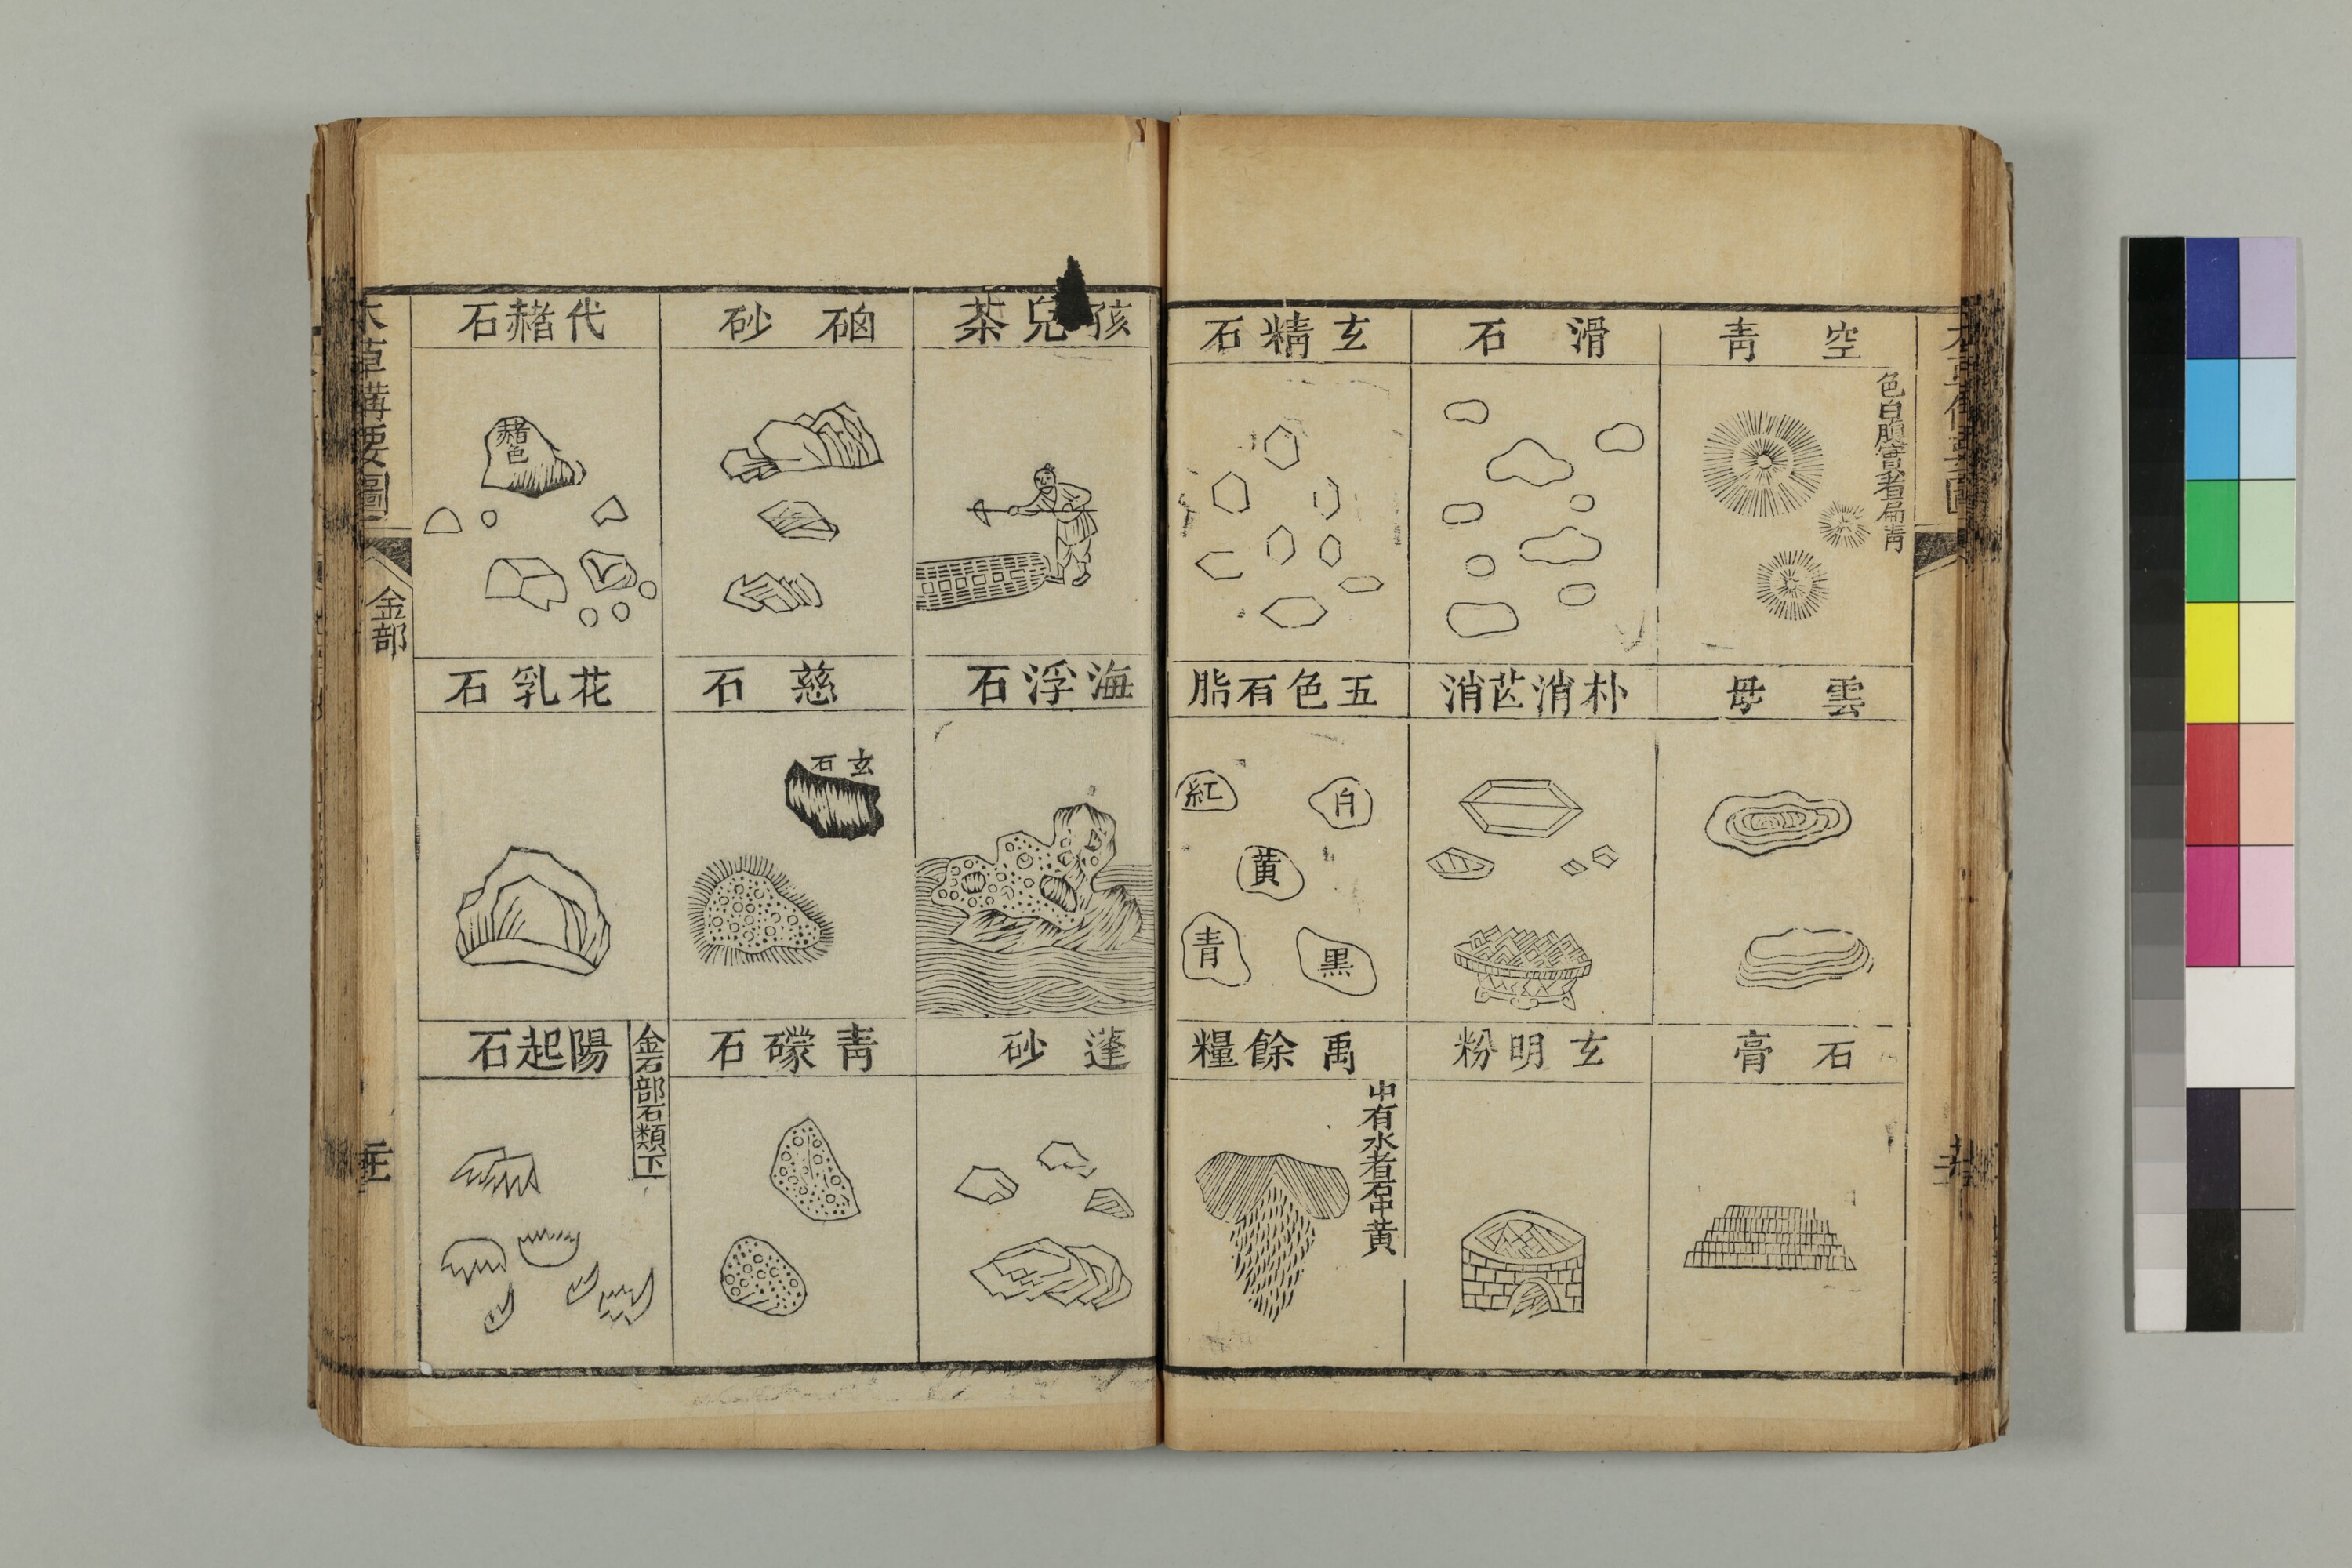 空青
色白腹實者扁青
雲母
石膏
滑石
朴消芒消
玄明粉
玄精石
五色石脂
白
紅
黃
黑
青
禹餘糧
中有水者石中黃
孩兒茶
海浮石
蓬砂
硇砂
慈石
玄石
青礞石
代赭石
赭色
花乳石
金石部石類下
陽起石
草搆要圖
金部